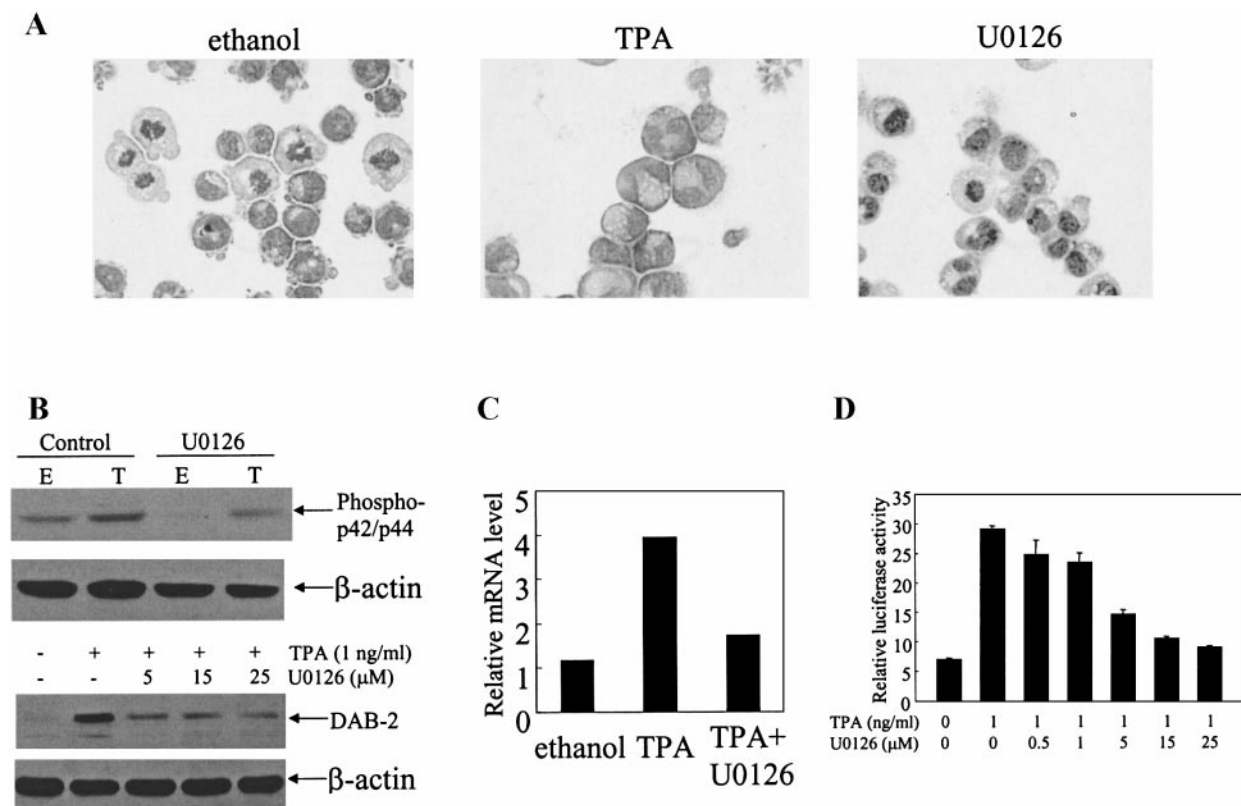 A
ethanol
TPA
U0126
B
Control
U0126
E T E T
Phospho-
p42/p44
β-actin
- + + + + TPA (1 ng/ml)
- - 5 15 25 U0126 (μM)
DAB-2
β-actin
C
Relative mRNA level
5
4
3
2
1
0
ethanol TPA TPA+
U0126
D
Relative luciferase activity
35
30
25
20
15
10
5
0
TPA (ng/ml) 0 1 1 1 1 1 1
U0126 (μM) 0 0 0.5 1 5 15 25